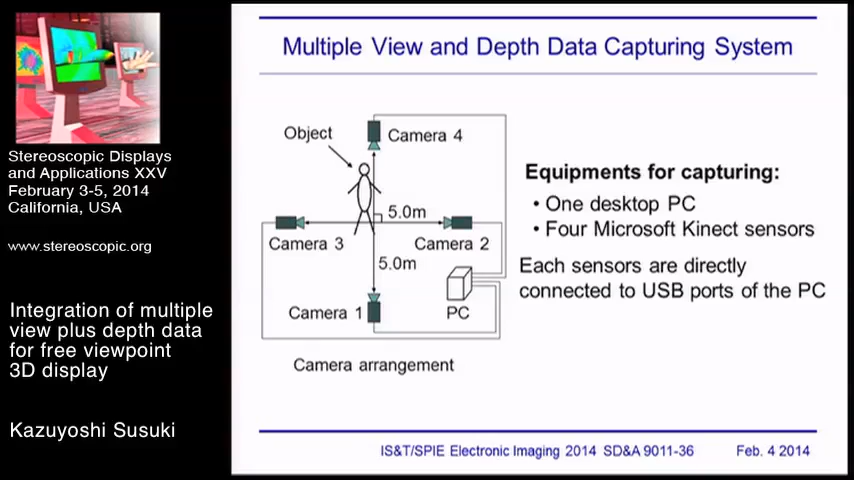 Stereoscopic Displays
and Applications XXV
February 3-5, 2014
California, USA
www.stereoscopic.org
Integration of multiple
view plus depth data
for free viewpoint
3D display
Kazuyoshi Susuki
Multiple View and Depth Data Capturing System
Object
Camera 4
5.0m
Camera 3
Camera 2
5.0m
Camera 1
PC
Camera arrangement
Equipments for capturing:
• One desktop PC
• Four Microsoft Kinect sensors
Each sensors are directly
connected to USB ports of the PC
IS&T/SPIE Electronic Imaging 2014 SD&A 9011-36
Feb. 4 2014